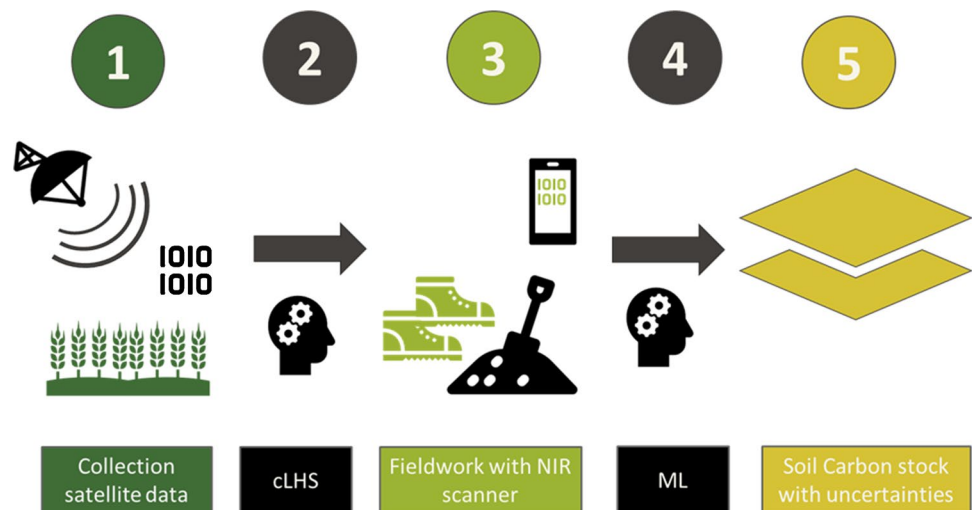 1
2
3
4
5
1010
1010
1010
1010
Collection
satellite data
cLHS
Fieldwork with NIR
scanner
ML
Soil Carbon stock
with uncertainties